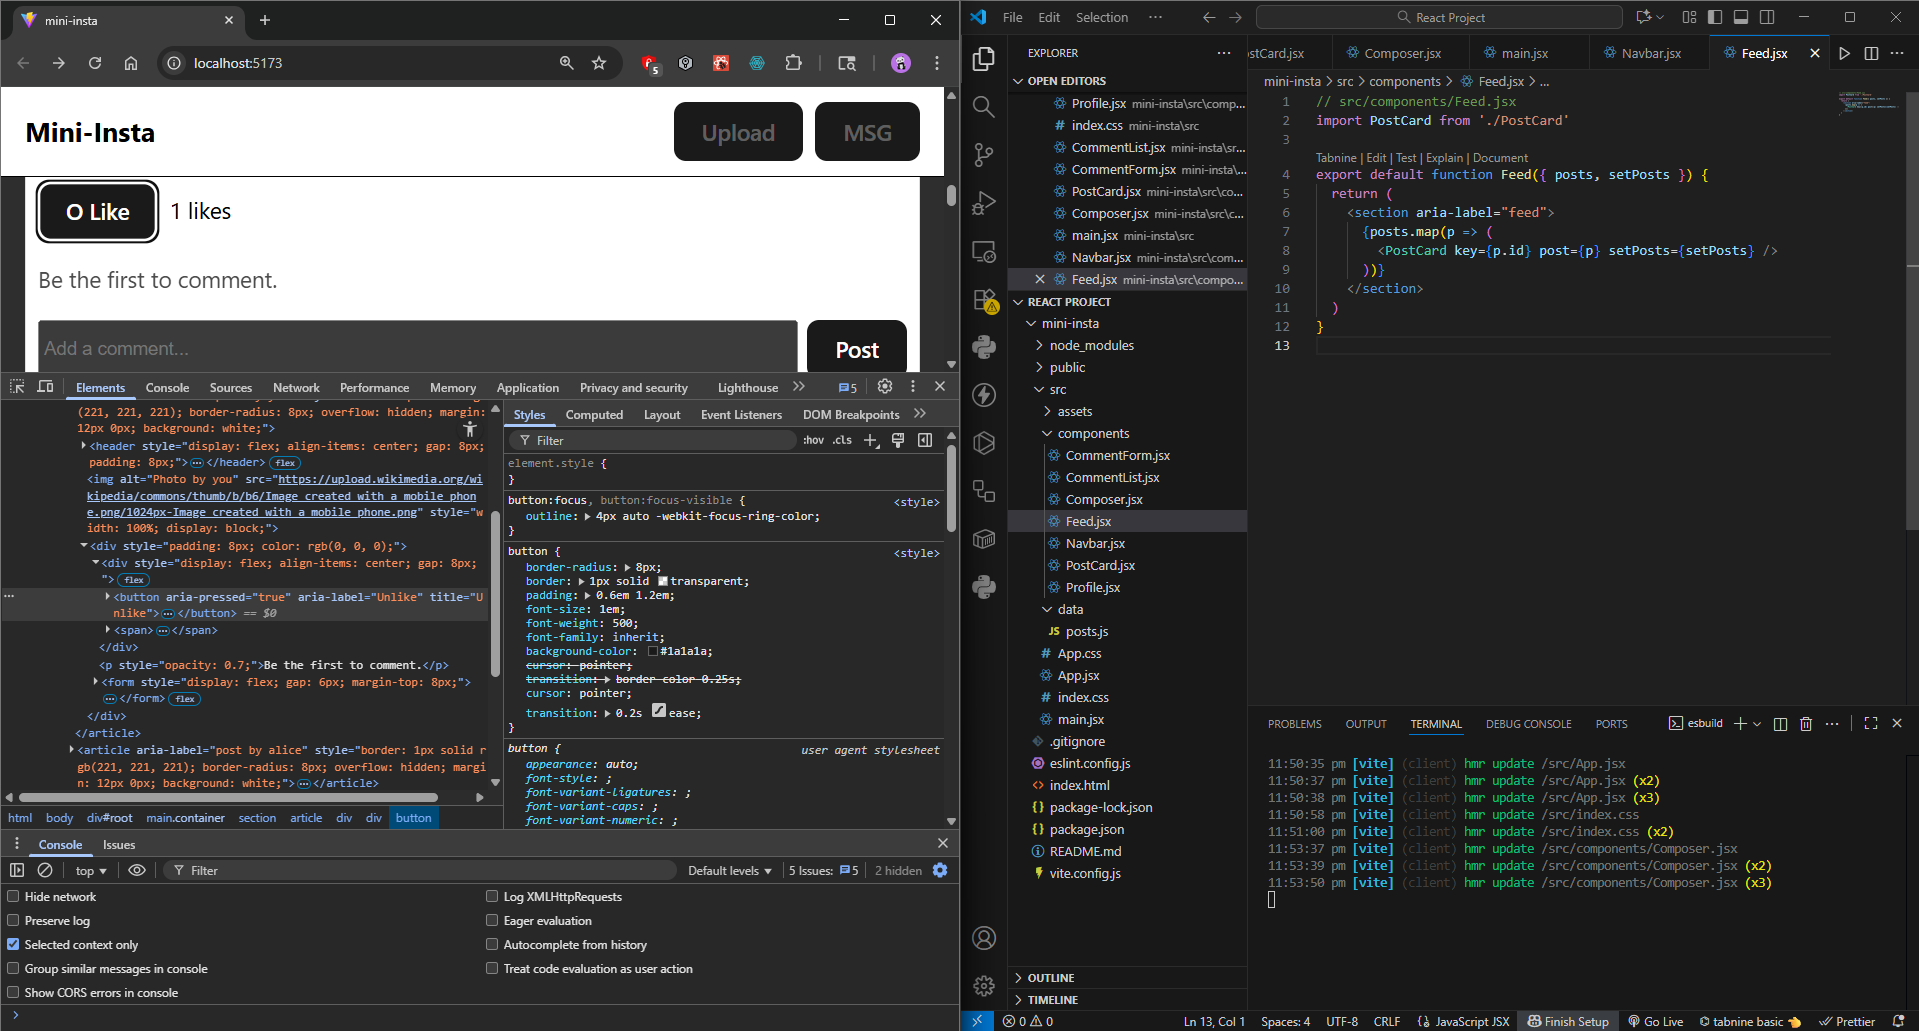 mini-insta
localhost:5173
5
Mini-Insta
Upload
MSG
O Like
1 likes
Be the first to comment.
Add a comment...
Post
Elements
Console
Sources
Network
Performance
Memory
Application
Privacy and security
Lighthouse
5
(221, 221, 221); border-radius: 8px; overflow: hidden; margin:
12px 0px; background: white;">
<header style="display: flex; align-items: center; gap: 8px;
padding: 8px;"> </header> flex
<img alt="Photo by you" src="https://upload.wikimedia.org/wi
kipedia/commons/thumb/b/b6/Image_created_with_a_mobile_phon
e.png/1024px-Image_created_with_a_mobile_phone.png" style="w
idth: 100%; display: block;">
<div style="padding: 8px; color: rgb(0, 0, 0);">
<div style="display: flex; align-items: center; gap: 8px;
"> flex
<button aria-pressed="true" aria-label="Unlike" title="U
nlike"> </button> == $0
<span> </span>
</div>
<p style="opacity: 0.7;">Be the first to comment.</p>
<form style="display: flex; gap: 6px; margin-top: 8px;">
</form> flex
</div>
</article>
<article aria-label="post by alice" style="border: 1px solid r
gb(221, 221, 221); border-radius: 8px; overflow: hidden; margi
n: 12px 0px; background: white;"> </article>
html body div#root main.container section article div div button
Styles
Computed
Layout
Event Listeners
DOM Breakpoints
Filter
:hov .cls
element.style {
}
button:focus, button:focus-visible {
<style>
outline: 4px auto -webkit-focus-ring-color;
}
button {
<style>
border-radius: 8px;
border: 1px solid transparent;
padding: 0.6em 1.2em;
font-size: 1em;
font-weight: 500;
font-family: inherit;
background-color: #1a1a1a;
cursor: pointer;
transition: border-color 0.25s;
cursor: pointer;
transition: 0.2s ease;
}
button {
user agent stylesheet
appearance: auto;
font-style: ;
font-variant-ligatures: ;
font-variant-caps: ;
font-variant-numeric: ;
Console
Issues
top
Filter
Default levels
5 Issues: 5
2 hidden
Hide network
Log XMLHttpRequests
Preserve log
Eager evaluation
Selected context only
Autocomplete from history
Group similar messages in console
Treat code evaluation as user action
Show CORS errors in console
File Edit Selection
React Project
EXPLORER
OPEN EDITORS
Profile.jsx mini-insta\src\comp...
index.css mini-insta\src
CommentList.jsx mini-insta\sr...
CommentForm.jsx mini-insta\...
PostCard.jsx mini-insta\src\co...
Composer.jsx mini-insta\src\c...
main.jsx mini-insta\src
Navbar.jsx mini-insta\src\com...
Feed.jsx mini-insta\src\compo...
REACT PROJECT
mini-insta
node_modules
public
src
assets
components
CommentForm.jsx
CommentList.jsx
Composer.jsx
Feed.jsx
Navbar.jsx
PostCard.jsx
Profile.jsx
data
JS posts.js
App.css
App.jsx
index.css
main.jsx
.gitignore
eslint.config.js
index.html
package-lock.json
package.json
README.md
vite.config.js
OUTLINE
TIMELINE
ostCard.jsx
Composer.jsx
main.jsx
Navbar.jsx
Feed.jsx
mini-insta > src > components > Feed.jsx > ...
1 // src/components/Feed.jsx
2 import PostCard from './PostCard'
3
Tabnine | Edit | Test | Explain | Document
4 export default function Feed({ posts, setPosts }) {
5 return (
6 <section aria-label="feed">
7 {posts.map(p => (
8 <PostCard key={p.id} post={p} setPosts={setPosts} />
9 ))}
10 </section>
11 )
12 }
13
PROBLEMS
OUTPUT
TERMINAL
DEBUG CONSOLE
PORTS
esbuild
11:50:35 pm [vite] (client) hmr update /src/App.jsx
11:50:37 pm [vite] (client) hmr update /src/App.jsx (x2)
11:50:38 pm [vite] (client) hmr update /src/App.jsx (x3)
11:50:58 pm [vite] (client) hmr update /src/index.css
11:51:00 pm [vite] (client) hmr update /src/index.css (x2)
11:53:37 pm [vite] (client) hmr update /src/components/Composer.jsx
11:53:39 pm [vite] (client) hmr update /src/components/Composer.jsx (x2)
11:53:50 pm [vite] (client) hmr update /src/components/Composer.jsx (x3)
0 0
Ln 13, Col 1
Spaces: 4
UTF-8
CRLF
{} JavaScript JSX
Finish Setup
Go Live
tabnine basic
Prettier